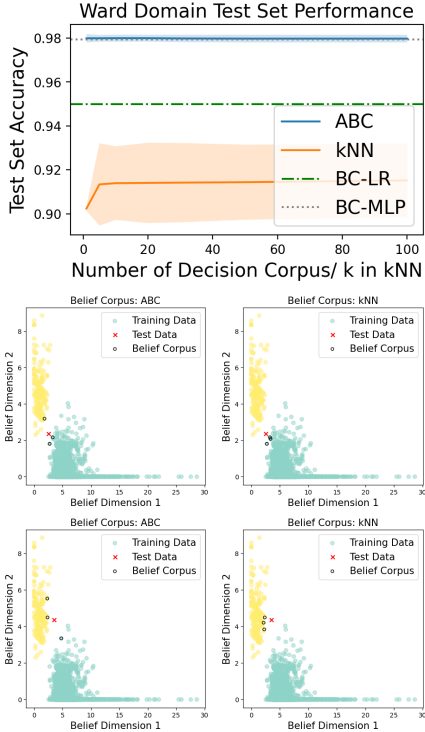 Ward Domain Test Set Performance
Test Set Accuracy
0.98
0.96
0.94
0.92
0.90
ABC
kNN
BC-LR
BC-MLP
0 20 40 60 80 100
Number of Decision Corpus/ k in kNN
Belief Corpus: ABC
Belief Dimension 2
8
6
4
2
0
Training Data
Test Data
Belief Corpus
0 5 10 15 20 25 30
Belief Dimension 1
Belief Corpus: kNN
Belief Dimension 2
8
6
4
2
0
Training Data
Test Data
Belief Corpus
0 5 10 15 20 25 30
Belief Dimension 1
Belief Corpus: ABC
Belief Dimension 2
8
6
4
2
0
Training Data
Test Data
Belief Corpus
0 5 10 15 20 25 30
Belief Dimension 1
Belief Corpus: kNN
Belief Dimension 2
8
6
4
2
0
Training Data
Test Data
Belief Corpus
0 5 10 15 20 25 30
Belief Dimension 1